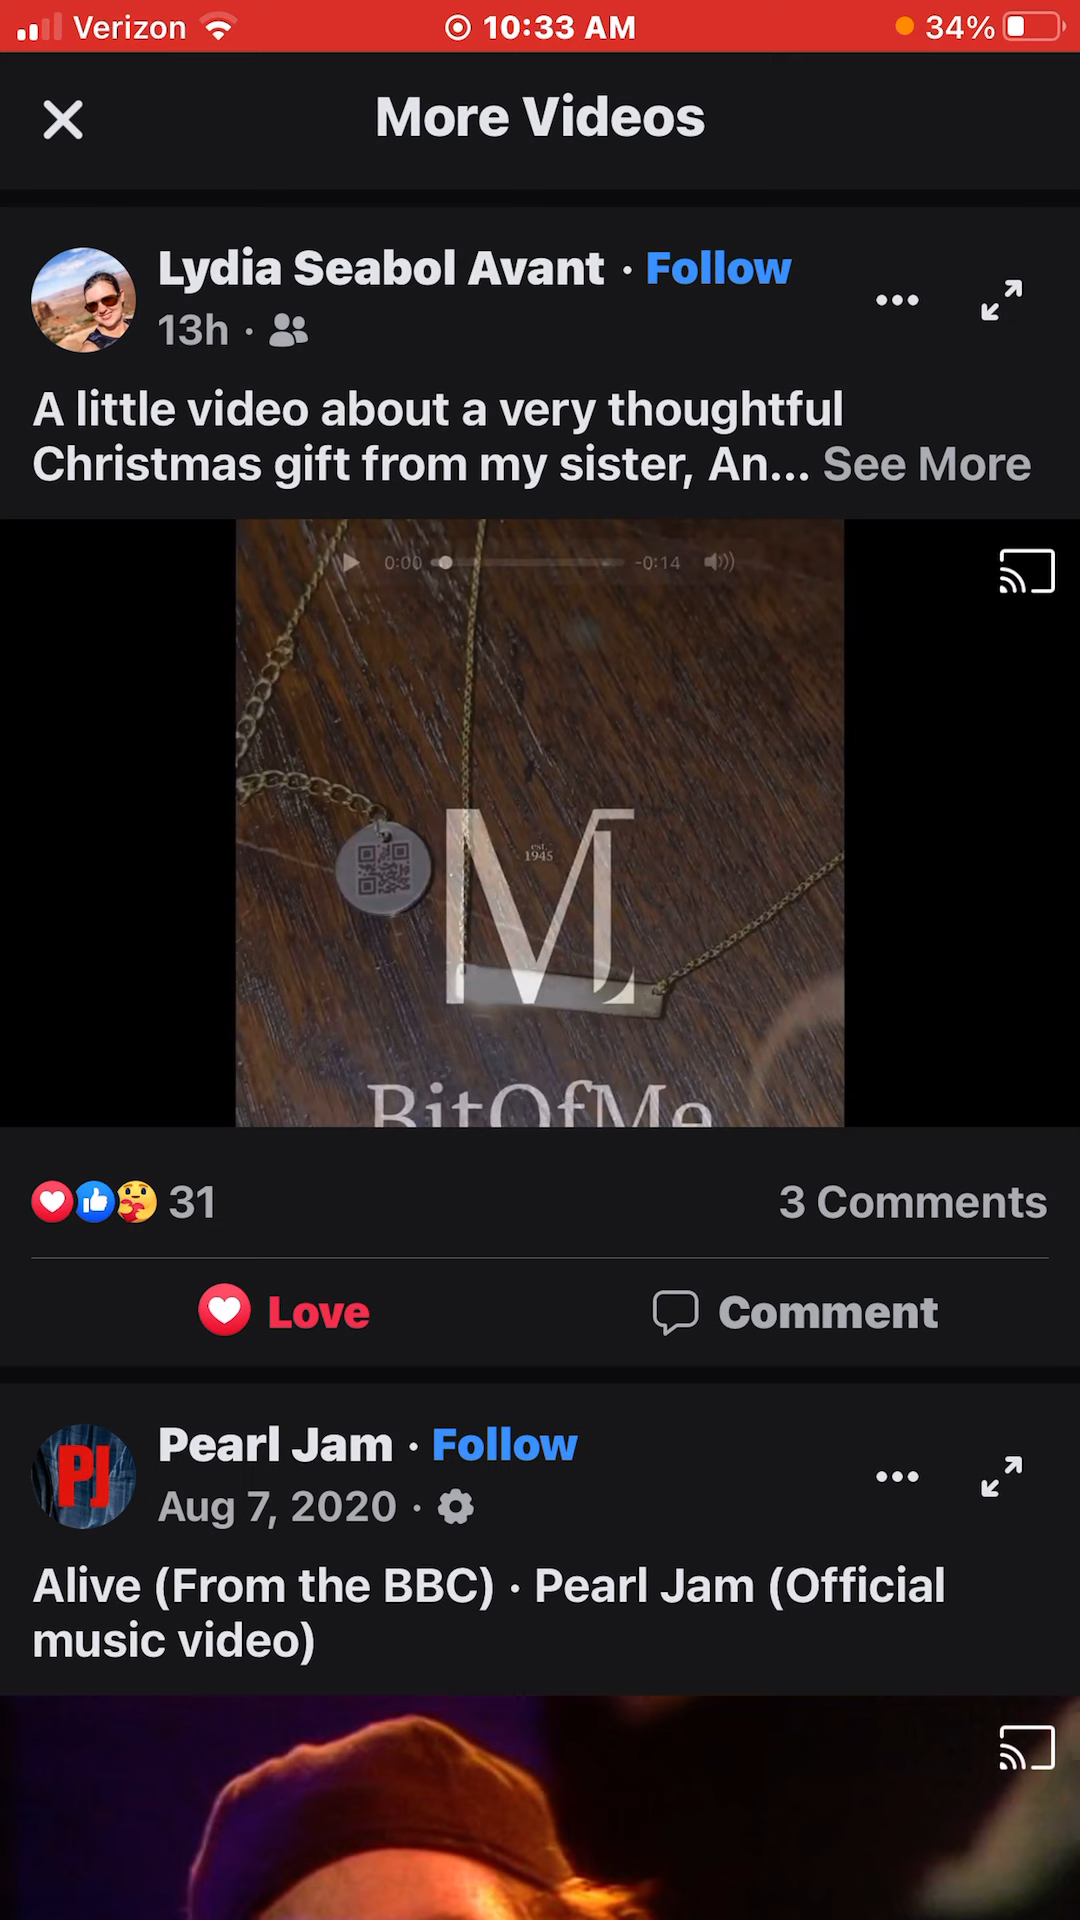 Verizon 10:33 AM 34%
More Videos
Lydia Seabol Avant · Follow
13h ·
A little video about a very thoughtful
Christmas gift from my sister, An... See More
0:00 -0:14
est.
1945
M
BitOfMe
31 3 Comments
Love Comment
Pearl Jam · Follow
PJ
Aug 7, 2020 ·
Alive (From the BBC) · Pearl Jam (Official
music video)